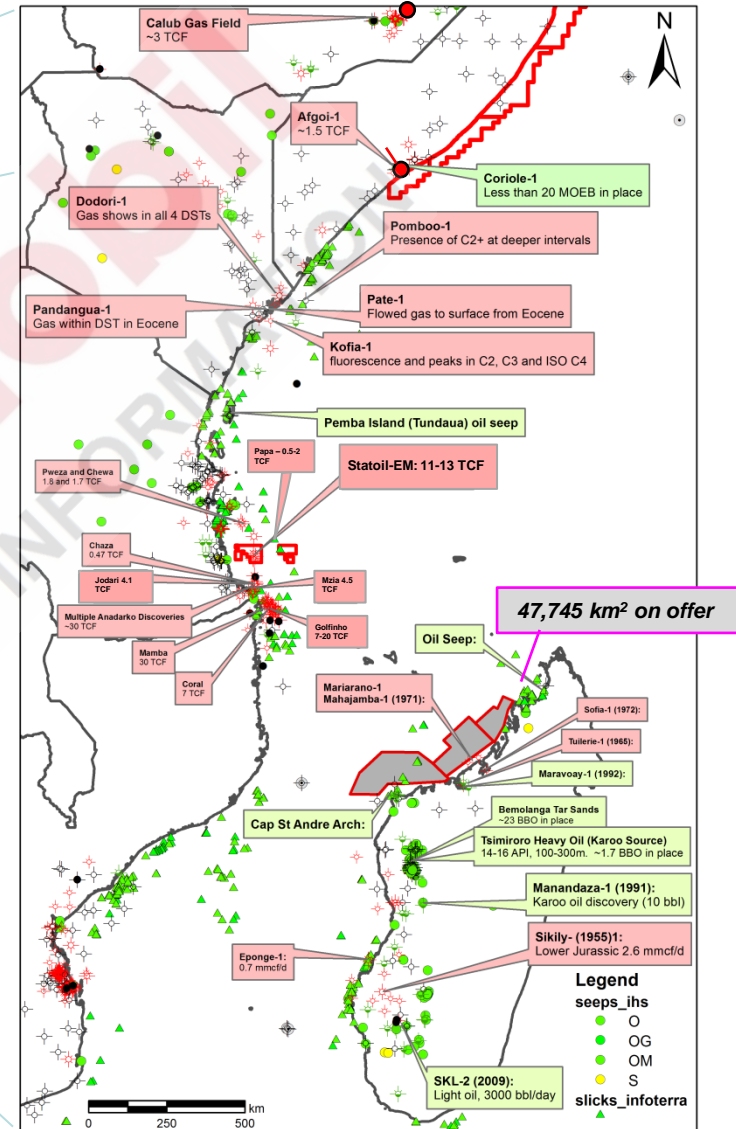 Calub Gas Field
~3 TCF
N
Afgoi-1
~1.5 TCF
Coriole-1
Less than 20 MOEB in place
Dodori-1
Gas shows in all 4 DSTs
Pomboo-1
Presence of C2+ at deeper intervals
Pandangua-1
Gas within DST in Eocene
Pate-1
Flowed gas to surface from Eocene
Kofia-1
fluorescence and peaks in C2, C3 and ISO C4
Pemba Island (Tundaua) oil seep
Papa – 0.5-2
TCF
Statoil-EM: 11-13 TCF
Pweza and Chewa
1.8 and 1.7 TCF
Chaza
0.47 TCF
Jodari 4.1
TCF
Mzia 4.5
TCF
Multiple Anadarko Discoveries
~30 TCF
Golfinho
7-20 TCF
Mamba
30 TCF
Coral
7 TCF
47,745 km² on offer
Oil Seep:
Mariarano-1
Mahajamba-1 (1971):
Sofia-1 (1972):
Tuilerie-1 (1965):
Maravoay-1 (1992):
Cap St Andre Arch:
Bemolanga Tar Sands
~23 BBO in place
Tsimiroro Heavy Oil (Karoo Source)
14-16 API, 100-300m.  ~1.7 BBO in place
Manandaza-1 (1991):
Karoo oil discovery (10 bbl)
Sikily- (1955)1:
Lower Jurassic 2.6 mmcf/d
Eponge-1:
0.7 mmcf/d
SKL-2 (2009):
Light oil, 3000 bbl/day
Legend
seeps_ihs
O
OG
OM
S
slicks_infoterra
0 250 500
km
INFORMATION